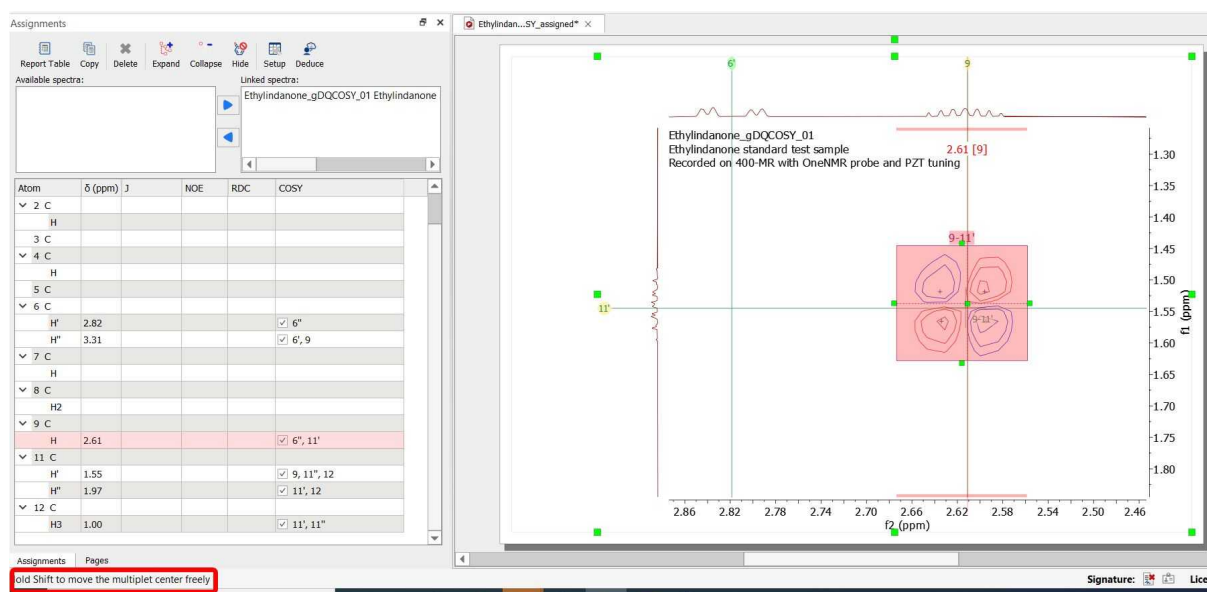 Assignments
Report Table Copy Delete Expand Collapse Hide Setup Deduce
Available spectra: Linked spectra:
Ethylindanone_gDQCOSY_01 Ethylindanone
Atom δ (ppm) J NOE RDC COSY
2 C
H
3 C
4 C
H
5 C
6 C
H' 2.82 6"
H" 3.31 6', 9
7 C
H
8 C
H2
9 C
H 2.61 6", 11'
11 C
H' 1.55 9, 11", 12
H" 1.97 11', 12
12 C
H3 1.00 11', 11"
Assignments Pages
old Shift to move the multiplet center freely
Ethylindan...SY_assigned*
6' 9
Ethylindanone_gDQCOSY_01
Ethylindanone standard test sample
Recorded on 400-MR with OneNMR probe and PZT tuning
2.61 [9]
9-11'
11'
9-11'
1.30
1.35
1.40
1.45
1.50
1.55
1.60
1.65
1.70
1.75
1.80
f1 (ppm)
2.86 2.82 2.78 2.74 2.70 2.66 2.62 2.58 2.54 2.50 2.46
f2 (ppm)
Signature: Lice